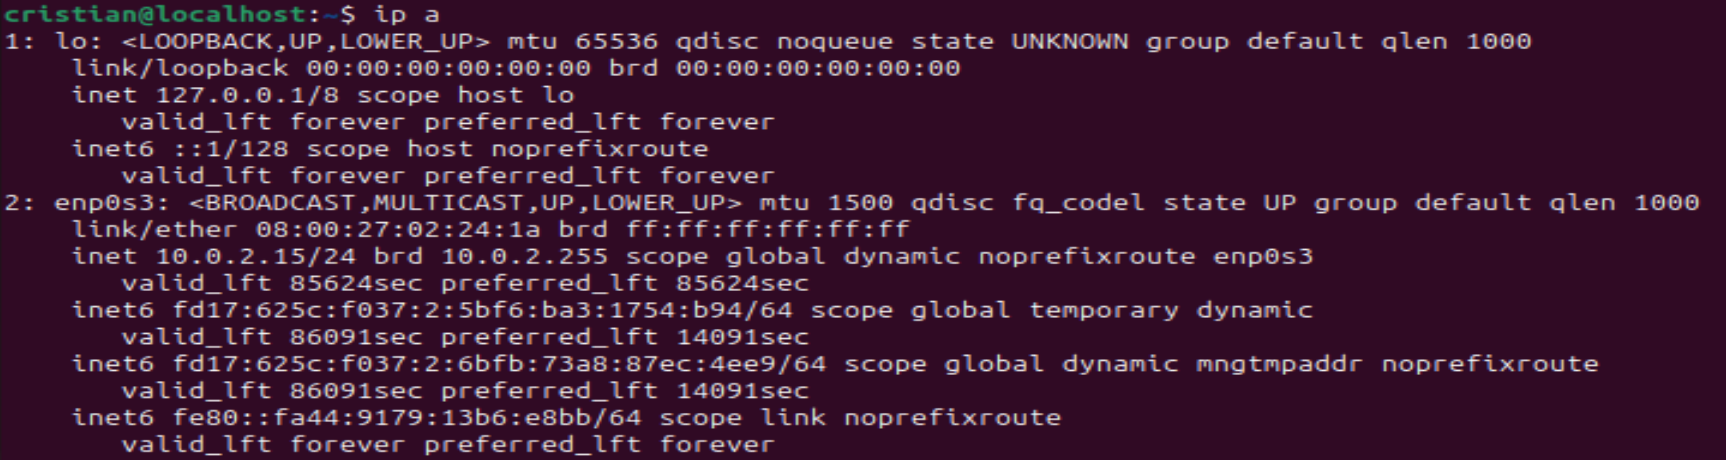 cristian@localhost:~$ ip a
1: lo: <LOOPBACK,UP,LOWER_UP> mtu 65536 qdisc noqueue state UNKNOWN group default qlen 1000
    link/loopback 00:00:00:00:00:00 brd 00:00:00:00:00:00
    inet 127.0.0.1/8 scope host lo
       valid_lft forever preferred_lft forever
    inet6 ::1/128 scope host noprefixroute
       valid_lft forever preferred_lft forever
2: enp0s3: <BROADCAST,MULTICAST,UP,LOWER_UP> mtu 1500 qdisc fq_codel state UP group default qlen 1000
    link/ether 08:00:27:02:24:1a brd ff:ff:ff:ff:ff:ff
    inet 10.0.2.15/24 brd 10.0.2.255 scope global dynamic noprefixroute enp0s3
       valid_lft 85624sec preferred_lft 85624sec
    inet6 fd17:625c:f037:2:5bf6:ba3:1754:b94/64 scope global temporary dynamic
       valid_lft 86091sec preferred_lft 14091sec
    inet6 fd17:625c:f037:2:6bfb:73a8:87ec:4ee9/64 scope global dynamic mngtmpaddr noprefixroute
       valid_lft 86091sec preferred_lft 14091sec
    inet6 fe80::fa44:9179:13b6:e8bb/64 scope link noprefixroute
       valid_lft forever preferred_lft forever